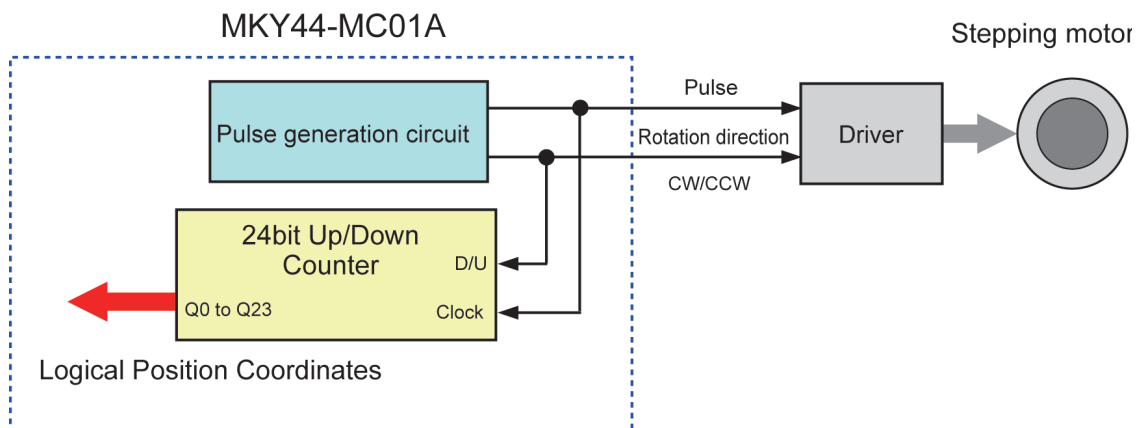 MKY44-MC01A
Stepping motor
Pulse generation circuit
Pulse
Rotation direction
CW/CCW
Driver
24bit Up/Down
Counter
D/U
Q0 to Q23
Clock
Logical Position Coordinates